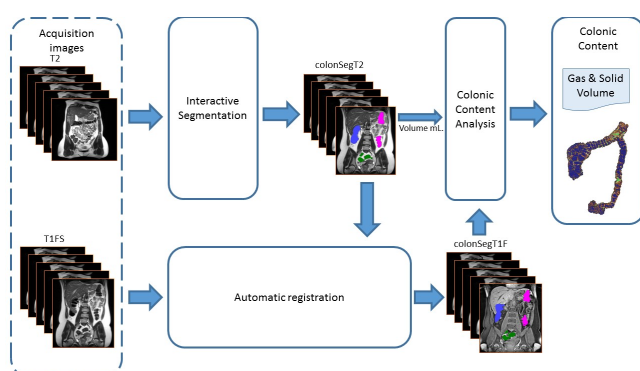 Acquisition
images
T2
Interactive
Segmentation
colonSegT2
Volume mL.
Colonic
Content
Analysis
Colonic
Content
Gas & Solid
Volume
T1FS
Automatic registration
colonSegT1F